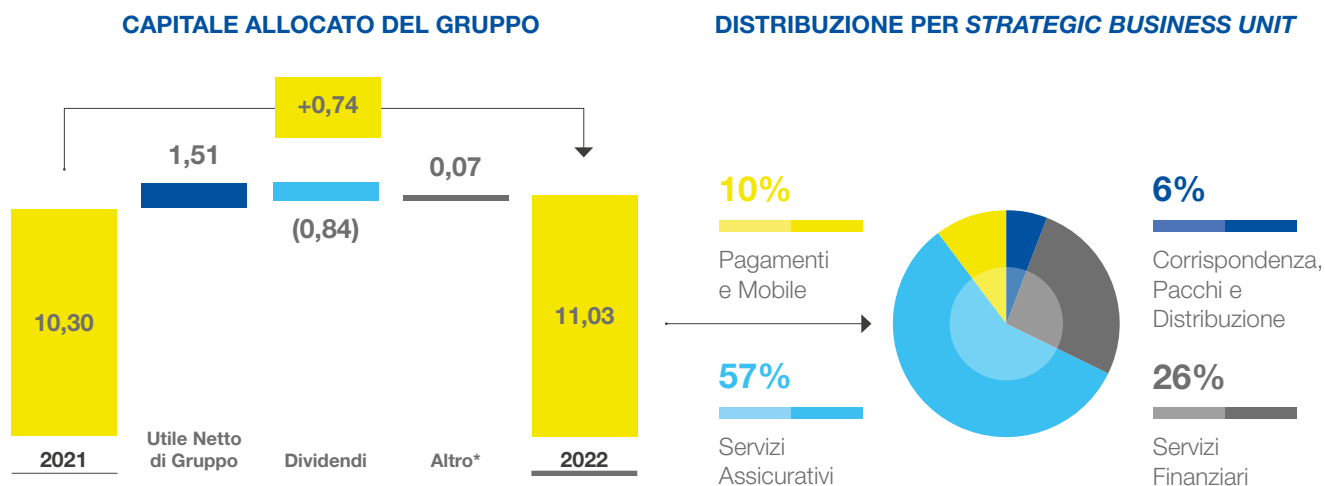 CAPITALE ALLOCATO DEL GRUPPO
+0,74
1,51
(0,84)
0,07
10,30
11,03
2021
Utile Netto
di Gruppo
Dividendi
Altro*
2022
DISTRIBUZIONE PER STRATEGIC BUSINESS UNIT
10%
Pagamenti
e Mobile
57%
Servizi
Assicurativi
6%
Corrispondenza,
Pacchi e
Distribuzione
26%
Servizi
Finanziari